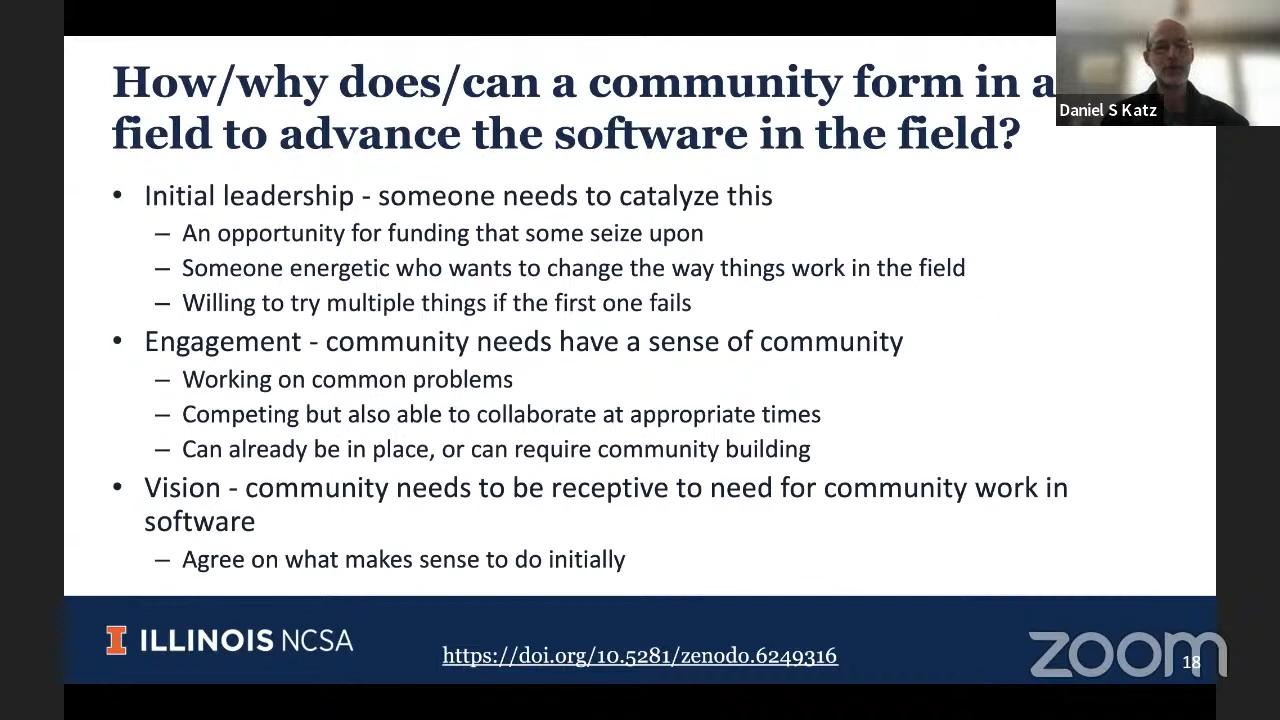 How/why does/can a community form in a
field to advance the software in the field?
Daniel S Katz
• Initial leadership - someone needs to catalyze this
– An opportunity for funding that some seize upon
– Someone energetic who wants to change the way things work in the field
– Willing to try multiple things if the first one fails
• Engagement - community needs have a sense of community
– Working on common problems
– Competing but also able to collaborate at appropriate times
– Can already be in place, or can require community building
• Vision - community needs to be receptive to need for community work in
software
– Agree on what makes sense to do initially
I ILLINOIS NCSA
https://doi.org/10.5281/zenodo.6249316
zoom
18